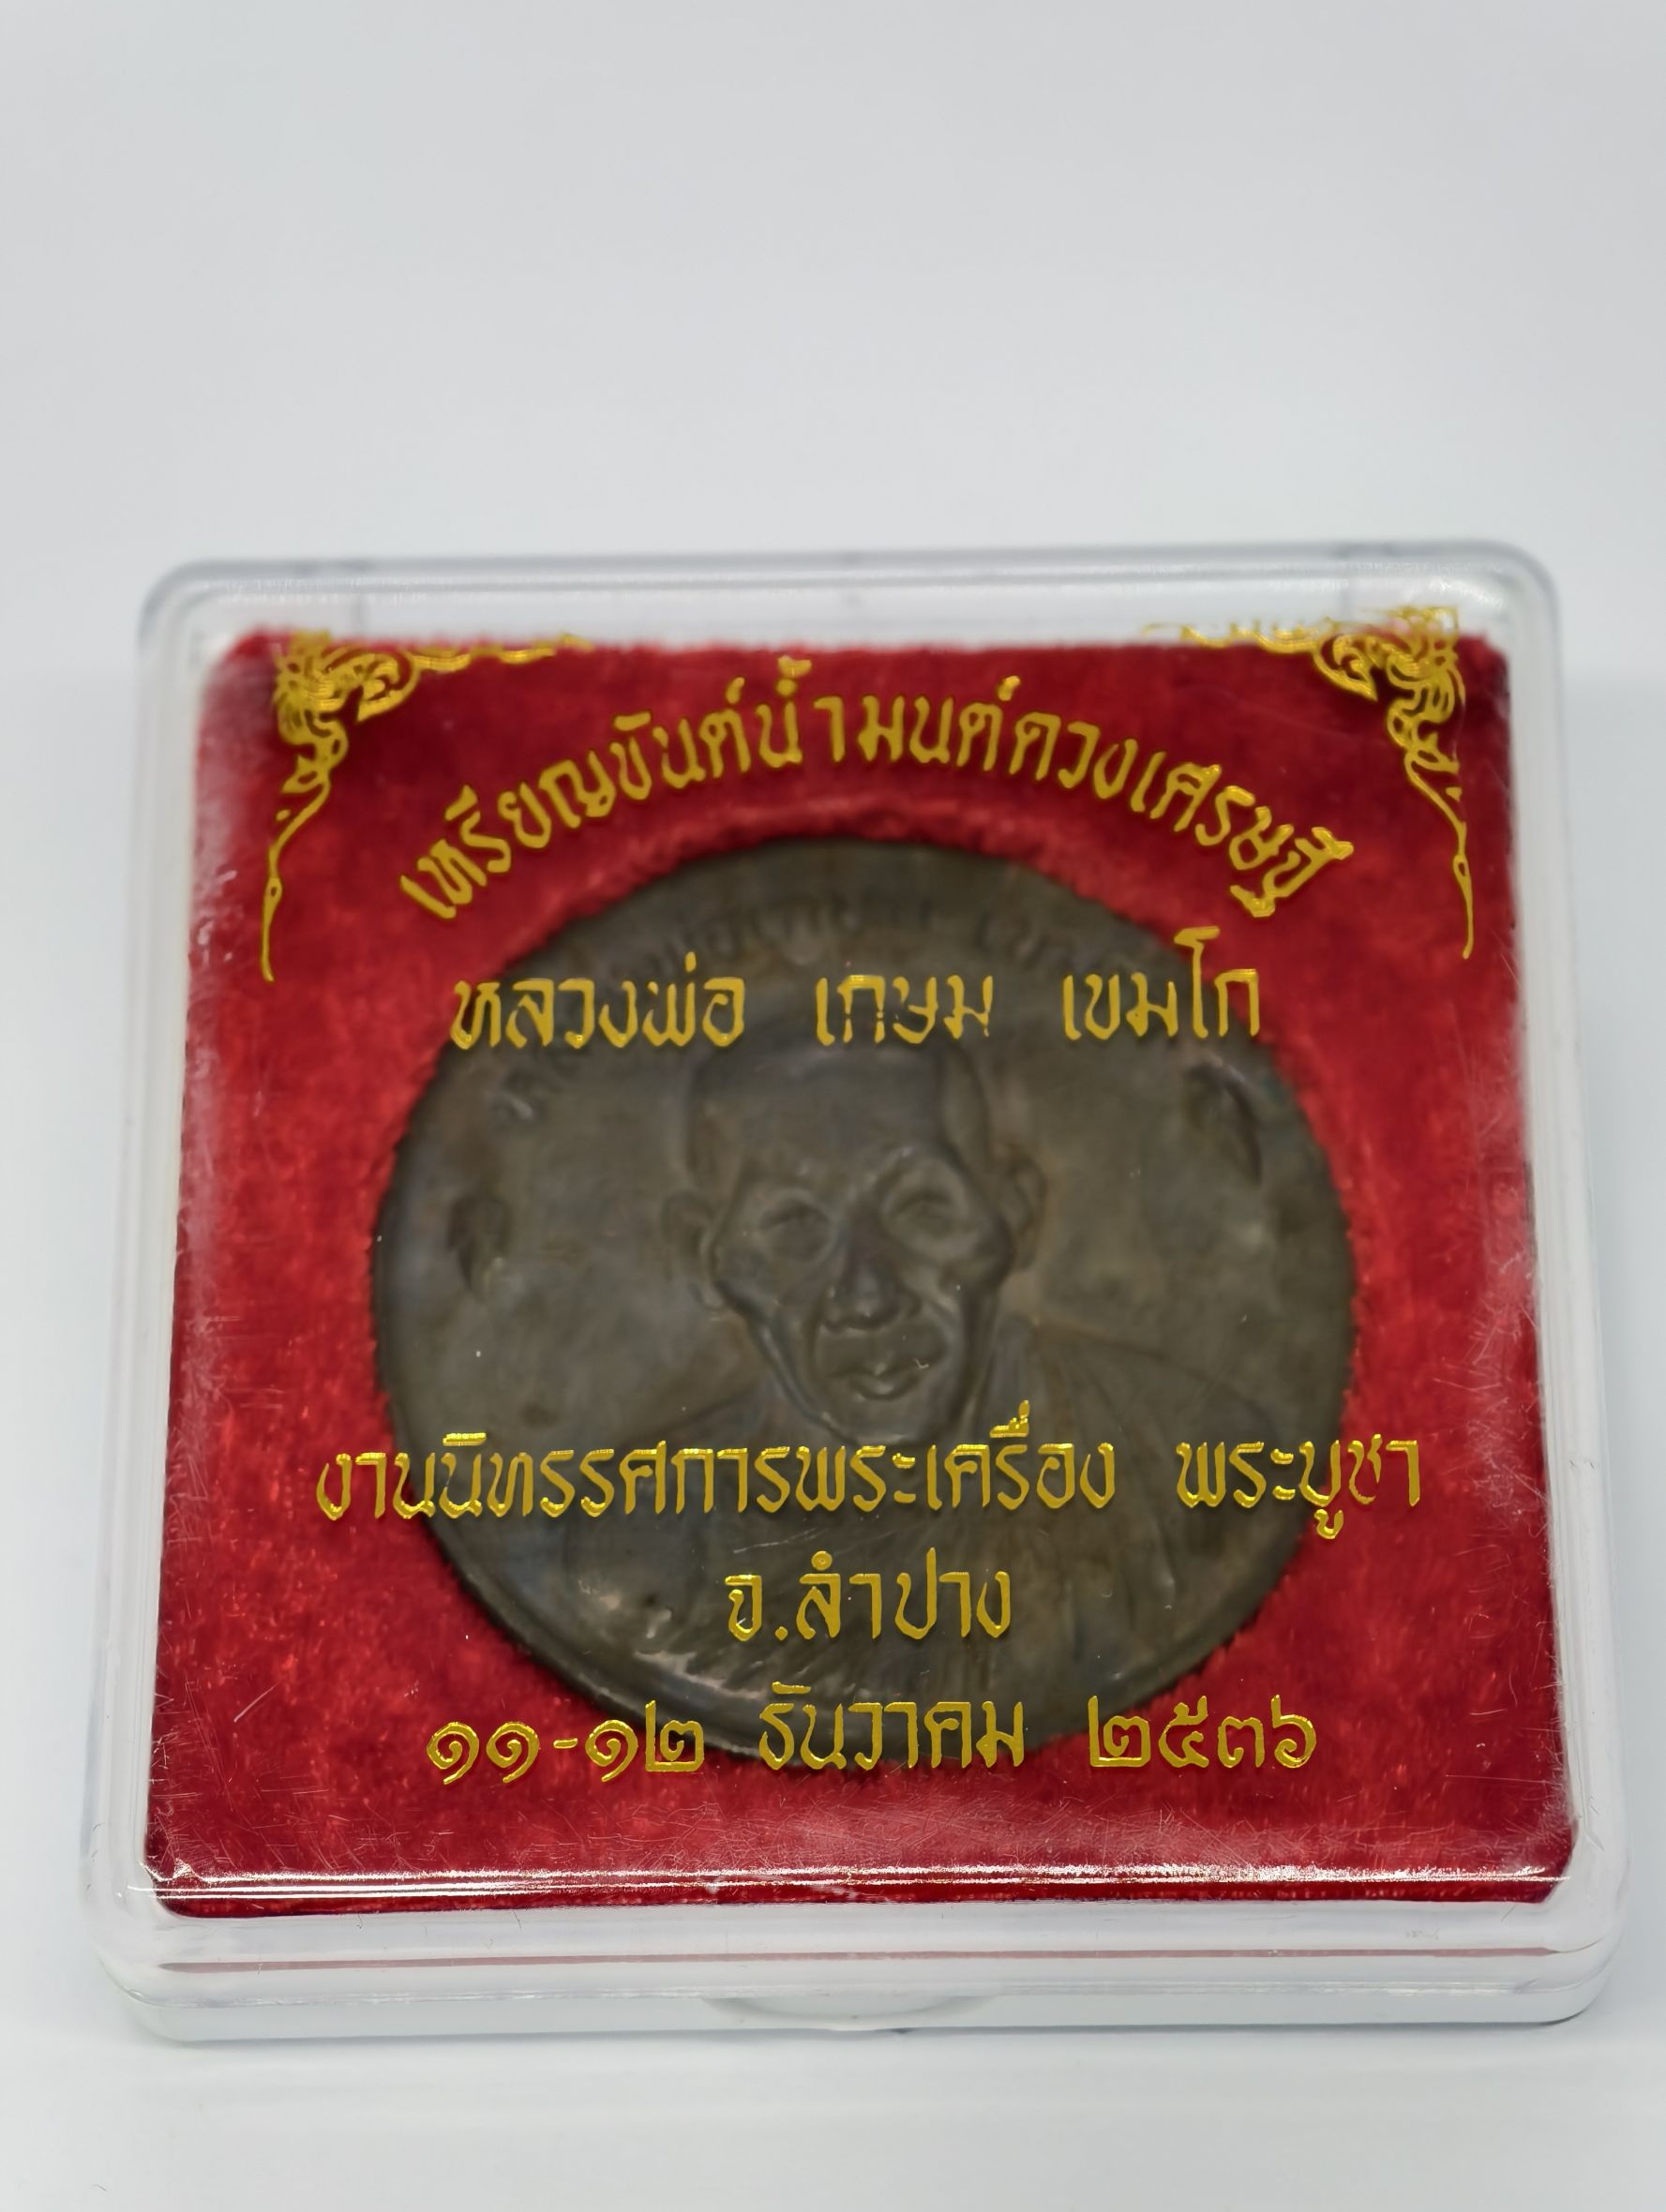 เหรียญขันต์น้ำมนต์ดวงเศรษฐี
หลวงพ่อ เกษม เขมโก
งานนิทรรศการพระเครื่อง พระบูชา
จ.ลำปาง
๑๑-๑๒ ธันวาคม ๒๕๓๖